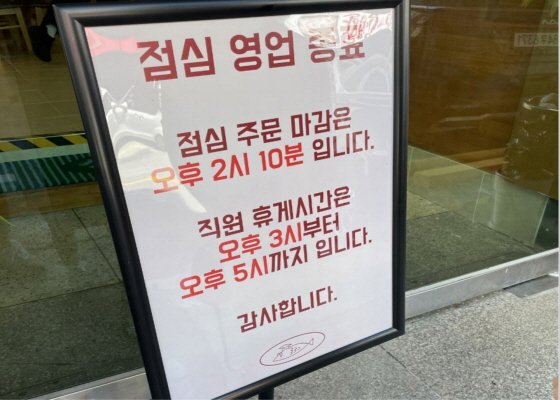 점심 영업 종료
점심 주문 마감은
오후 2시 10분 입니다.
직원 휴게시간은
오후 3시부터
오후 5시까지 입니다.
감사합니다.